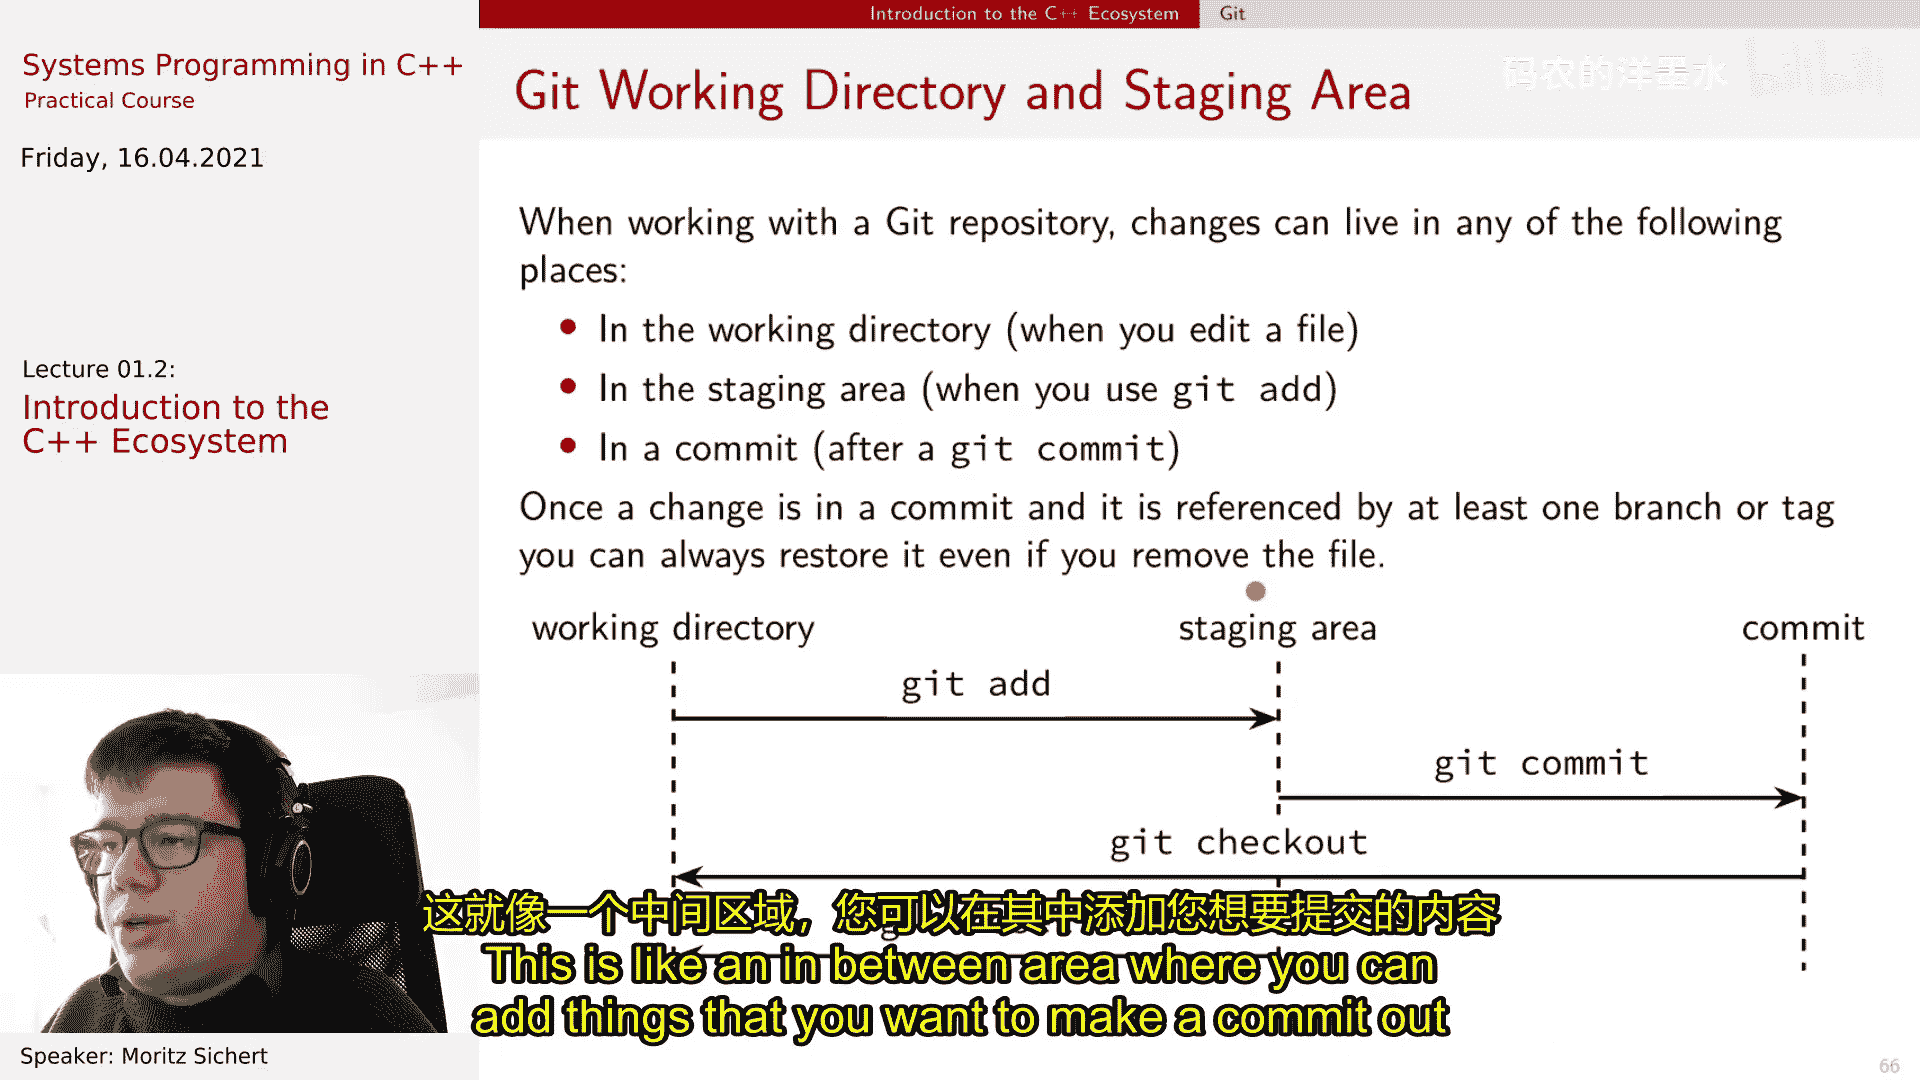 Introduction to the C++ Ecosystem
Git
Systems Programming in C++
Practical Course
Friday, 16.04.2021
Git Working Directory and Staging Area
码农的洋墨水
When working with a Git repository, changes can live in any of the following
places:
• In the working directory (when you edit a file)
• In the staging area (when you use git add)
• In a commit (after a git commit)
Once a change is in a commit and it is referenced by at least one branch or tag
you can always restore it even if you remove the file.
Lecture 01.2:
Introduction to the
C++ Ecosystem
working directory
staging area
commit
git add
git commit
git checkout
这就像一个中间区域，您可以在其中添加您想要提交的内容
This is like an in between area where you can
add things that you want to make a commit out
Speaker: Moritz Sichert
66